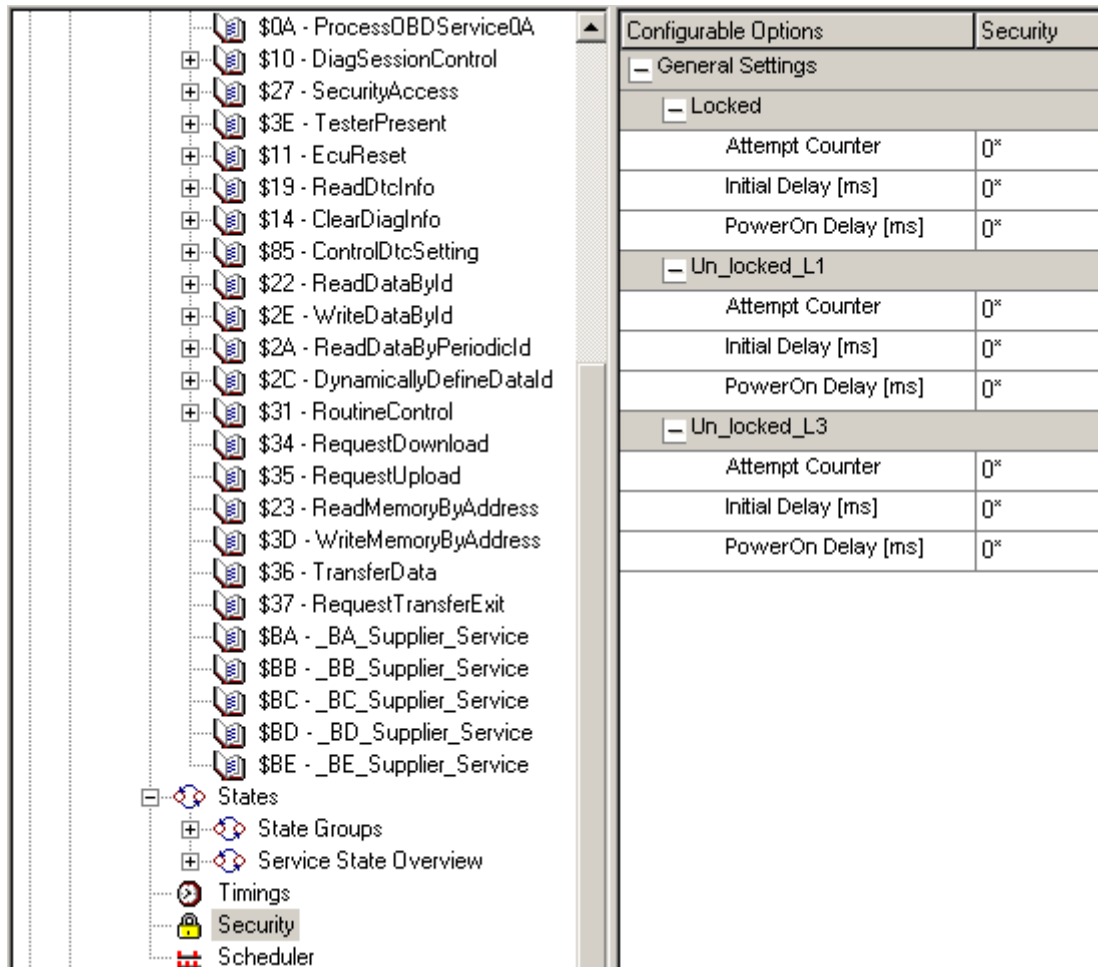 $0A - ProcessOBDService0A
$10 - DiagSessionControl
$27 - SecurityAccess
$3E - TesterPresent
$11 - EcuReset
$19 - ReadDtcInfo
$14 - ClearDiagInfo
$85 - ControlDtcSetting
$22 - ReadDataById
$2E - WriteDataById
$2A - ReadDataByPeriodicId
$2C - DynamicallyDefineDataId
$31 - RoutineControl
$34 - RequestDownload
$35 - RequestUpload
$23 - ReadMemoryByAddress
$3D - WriteMemoryByAddress
$36 - TransferData
$37 - RequestTransferExit
$BA - _BA_Supplier_Service
$BB - _BB_Supplier_Service
$BC - _BC_Supplier_Service
$BD - _BD_Supplier_Service
$BE - _BE_Supplier_Service
States
State Groups
Service State Overview
Timings
Security
Scheduler
Configurable Options Security
General Settings
Locked
Attempt Counter 0*
Initial Delay [ms] 0*
PowerOn Delay [ms] 0*
Un_locked_L1
Attempt Counter 0*
Initial Delay [ms] 0*
PowerOn Delay [ms] 0*
Un_locked_L3
Attempt Counter 0*
Initial Delay [ms] 0*
PowerOn Delay [ms] 0*